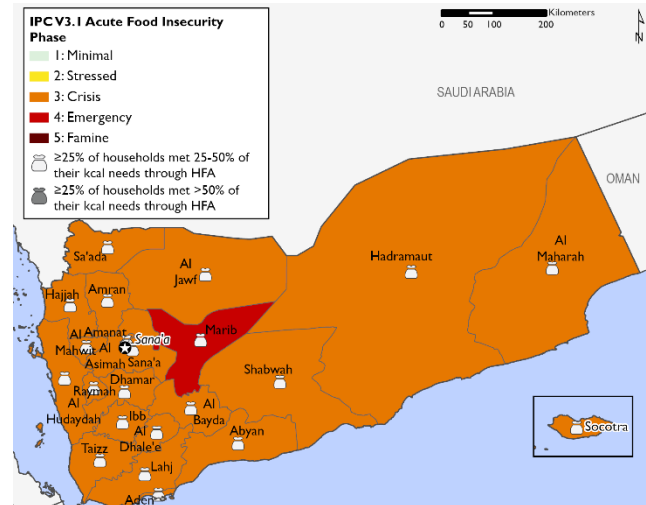 IPC V3.1 Acute Food Insecurity
Phase
1: Minimal
2: Stressed
3: Crisis
4: Emergency
5: Famine
≥25% of households met 25-50% of
their kcal needs through HFA
≥25% of households met >50% of
their kcal needs through HFA
Kilometers
0 50 100 200
N
SAUDI ARABIA
OMAN
Sa'ada
Al
Jawf
Hadramaut
Al
Maharah
Hajjah
Amran
Marib
Al
Mahwit
Amanat
Al
Asimah
Sana'a
Sana'a
Shabwah
Raymah
Dhamar
Al
Hudaydah
Ibb
Al
Dhale'e
Al
Bayda
Abyan
Taizz
Lahj
Aden
Socotra